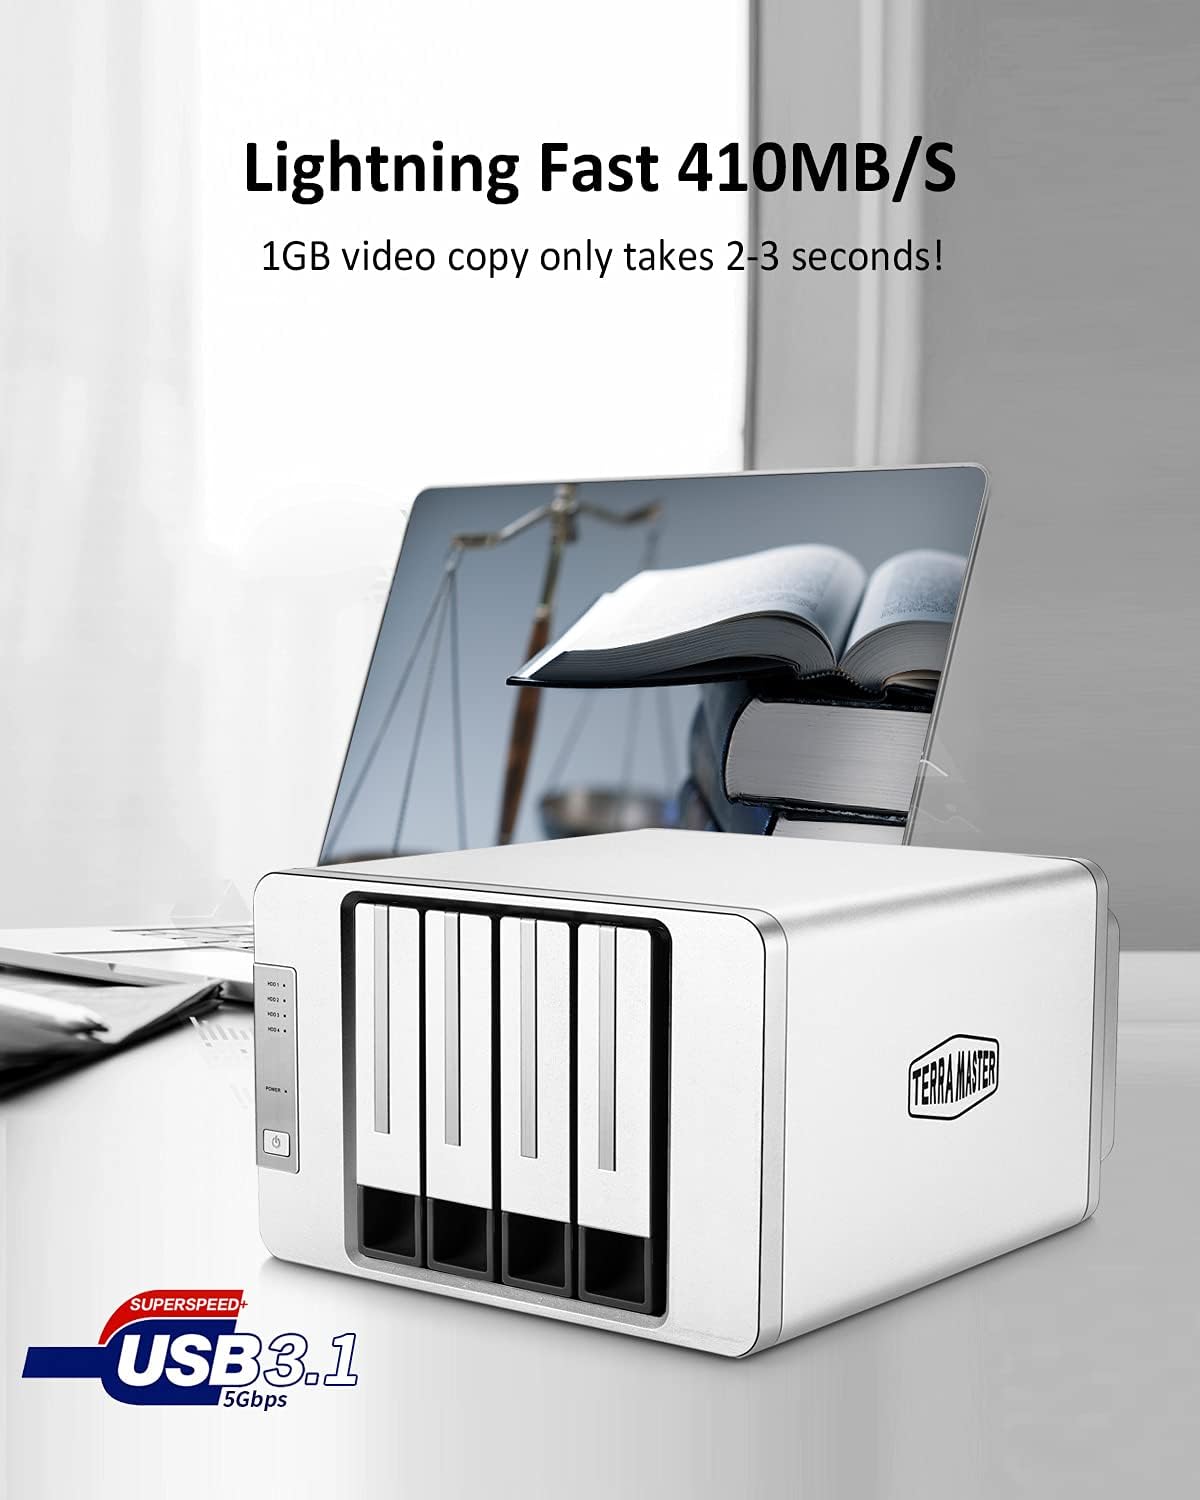 Lightning Fast 410MB/S
1GB video copy only takes 2-3 seconds!
HDD 1
HDD 2
HDD 3
HDD 4
POWER
TERRA MASTER
SUPERSPEED+
USB3.1
5Gbps